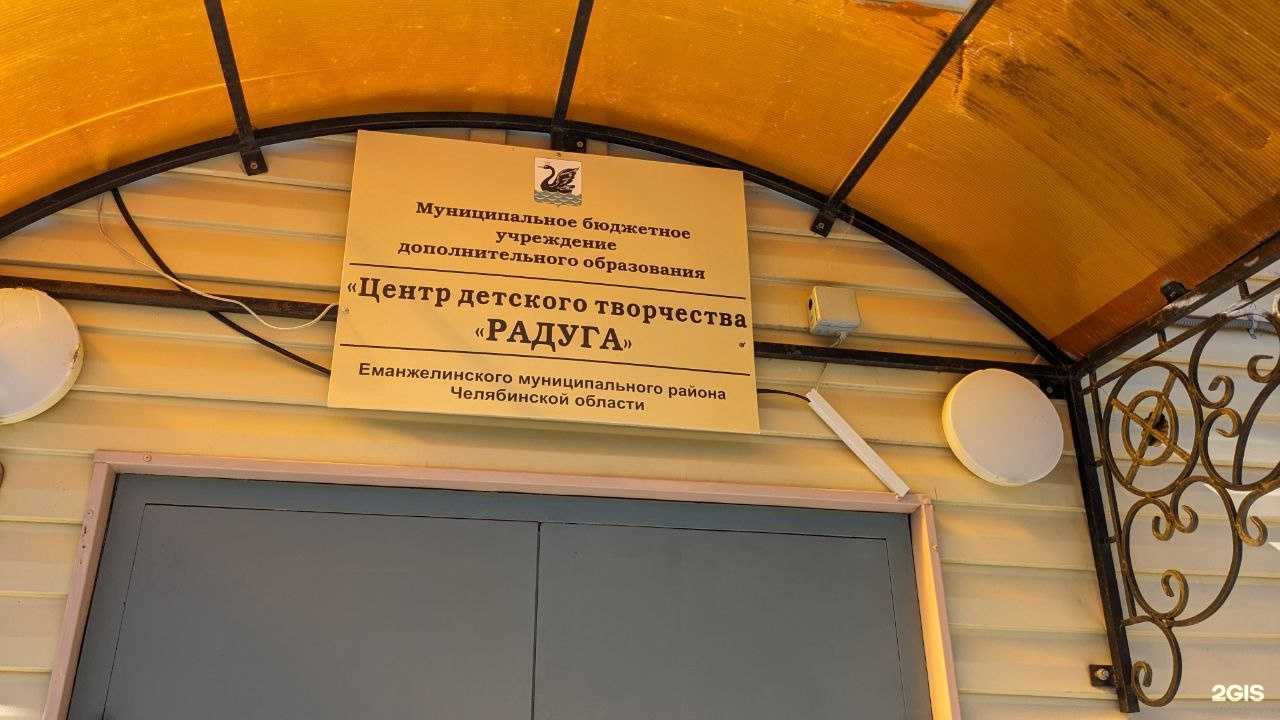 Муниципальное бюджетное
учреждение
дополнительного образования
«Центр детского творчества
«РАДУГА»
Еманжелинского муниципального района
Челябинской области
2GIS